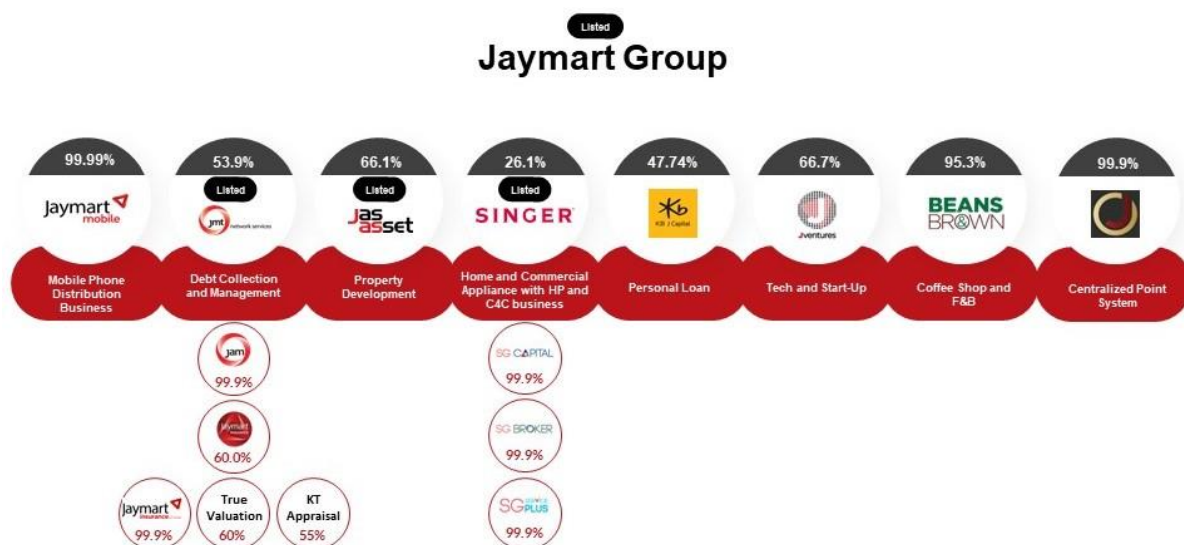 Listed
Jaymart Group
99.99%
53.9%
66.1%
26.1%
47.74%
66.7%
95.3%
99.9%
Listed
Listed
Listed
Jaymart
mobile
jmt network services
Jas
asset
SINGER
KB J Capital
Jventures
BEANS
& BROWN
J
Mobile Phone
Distribution
Business
Debt Collection
and Management
Property
Development
Home and Commercial
Appliance with HP and
C4C business
Personal Loan
Tech and Start-Up
Coffee Shop and
F&B
Centralized Point
System
jam
99.9%
Jaymart
60.0%
Jaymart
insurance
99.9%
True
Valuation
60%
KT
Appraisal
55%
SG CAPITAL
99.9%
SG BROKER
99.9%
SG SERVICE
PLUS
99.9%